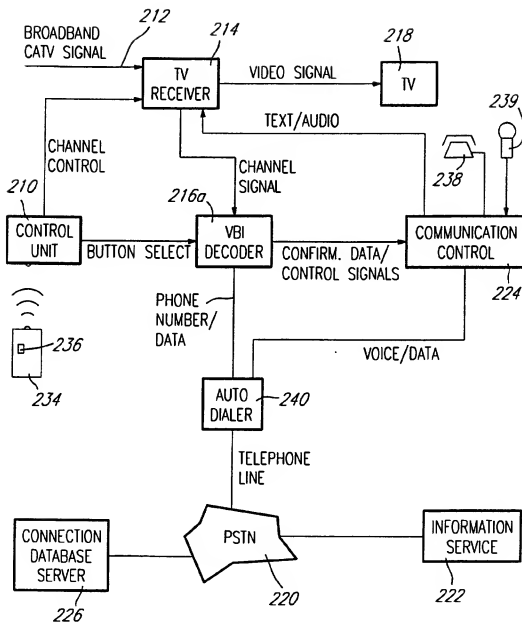 BROADBAND
CATV SIGNAL
212
214
TV
RECEIVER
VIDEO SIGNAL
218
TV
TEXT/AUDIO
239
238
CHANNEL
CONTROL
CHANNEL
SIGNAL
210
CONTROL
UNIT
BUTTON SELECT
216a
VBI
DECODER
CONFIRM. DATA/
CONTROL SIGNALS
COMMUNICATION
CONTROL
224
236
234
PHONE
NUMBER/
DATA
VOICE/DATA
AUTO
DIALER
240
TELEPHONE
LINE
CONNECTION
DATABASE
SERVER
226
PSTN
220
INFORMATION
SERVICE
222